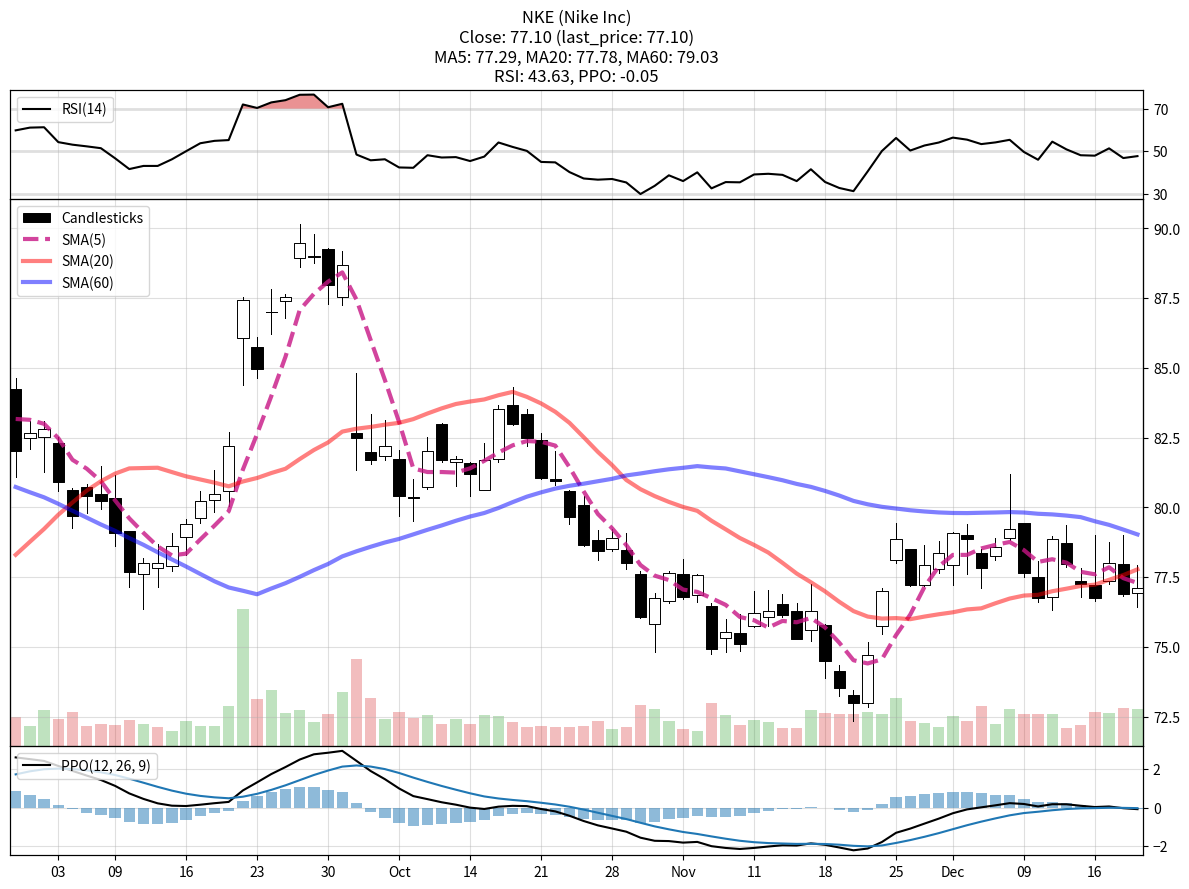 NKE (Nike Inc)
Close: 77.10 (last_price: 77.10)
MA5: 77.29, MA20: 77.78, MA60: 79.03
RSI: 43.63, PPO: -0.05
RSI(14)
70
50
30
Candlesticks
SMA(5)
SMA(20)
SMA(60)
90.0
87.5
85.0
82.5
80.0
77.5
75.0
72.5
PPO(12, 26, 9)
2
0
−2
03 09 16 23 30 Oct 14 21 28 Nov 11 18 25 Dec 09 16